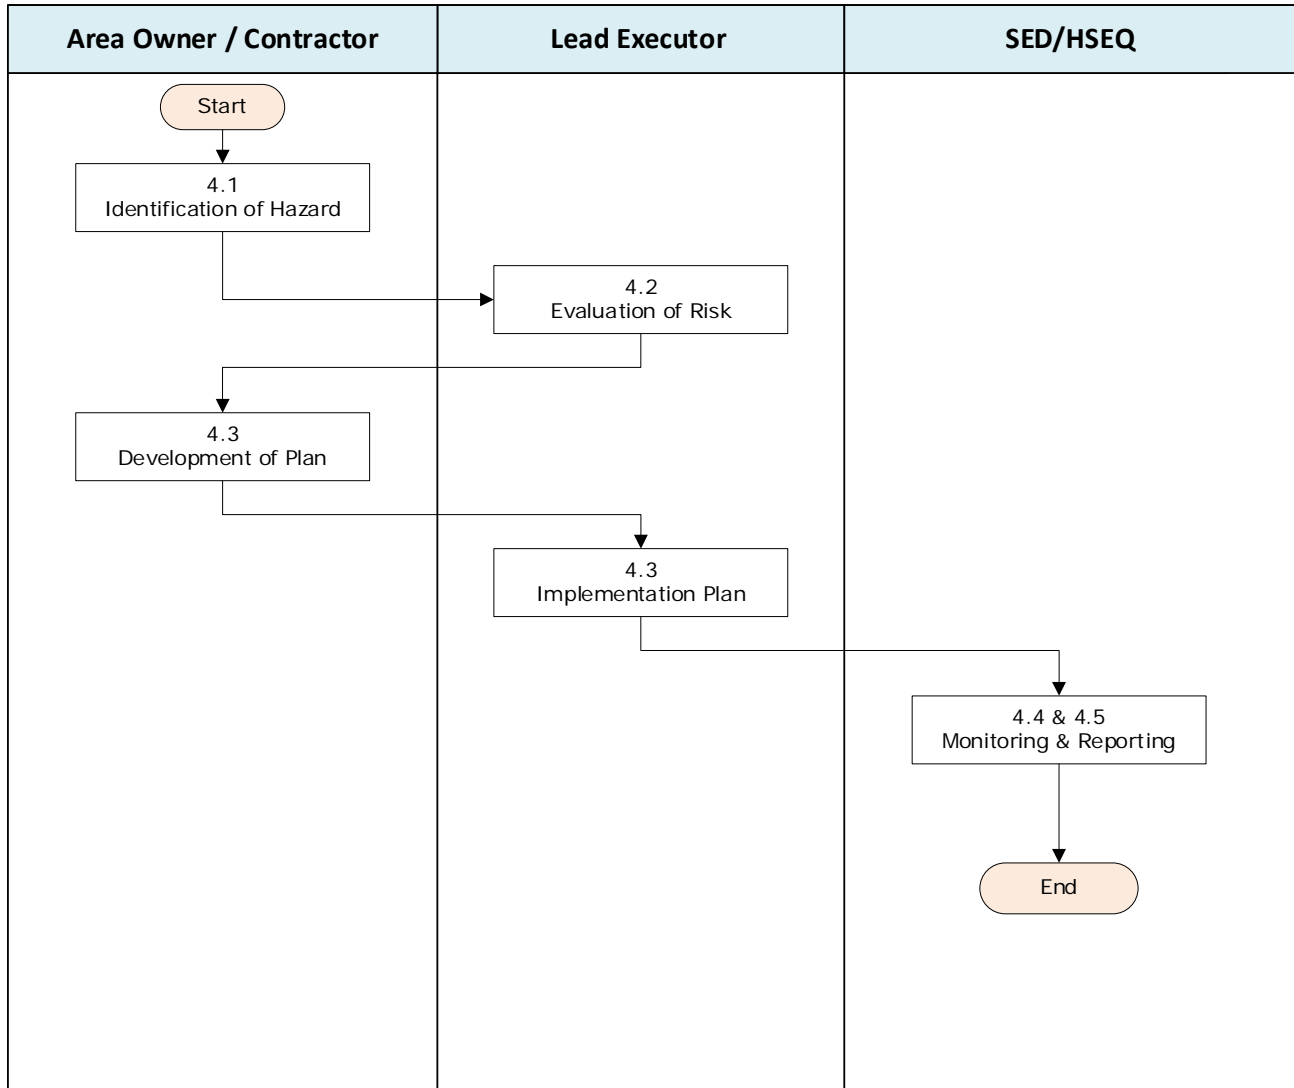 Area Owner / Contractor
Lead Executor
SED/HSEQ
Start
4.1
Identification of Hazard
4.2
Evaluation of Risk
4.3
Development of Plan
4.3
Implementation Plan
4.4 & 4.5
Monitoring & Reporting
End